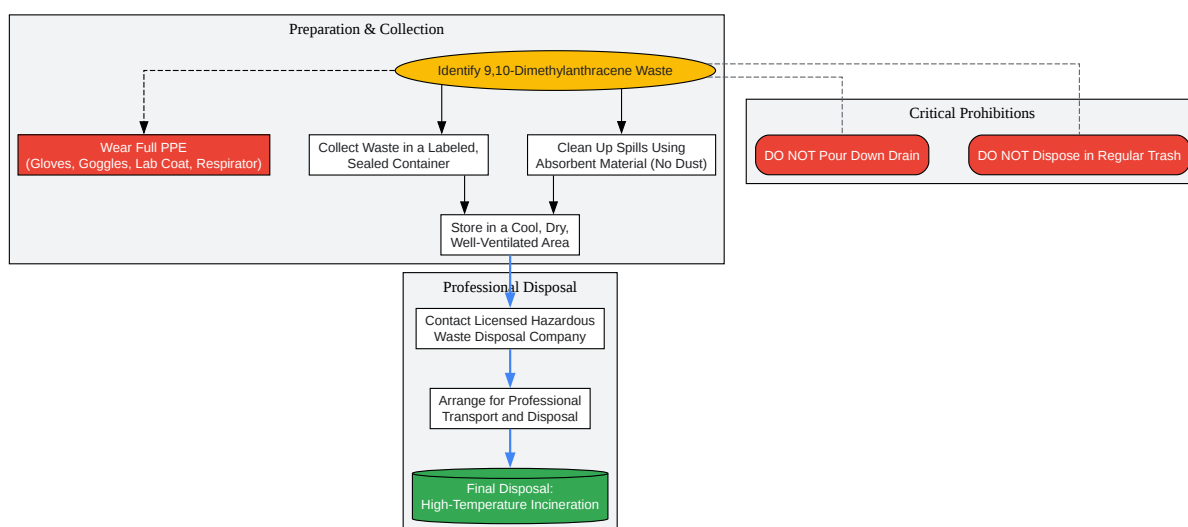 Preparation & Collection
Identify 9,10-Dimethylanthracene Waste
Critical Prohibitions
Wear Full PPE
(Gloves, Goggles, Lab Coat, Respirator)
Collect Waste in a Labeled,
Sealed Container
Clean Up Spills Using
Absorbent Material (No Dust)
DO NOT Pour Down Drain
DO NOT Dispose in Regular Trash
Store in a Cool, Dry,
Well-Ventilated Area
Professional Disposal
Contact Licensed Hazardous
Waste Disposal Company
Arrange for Professional
Transport and Disposal
Final Disposal:
High-Temperature Incineration